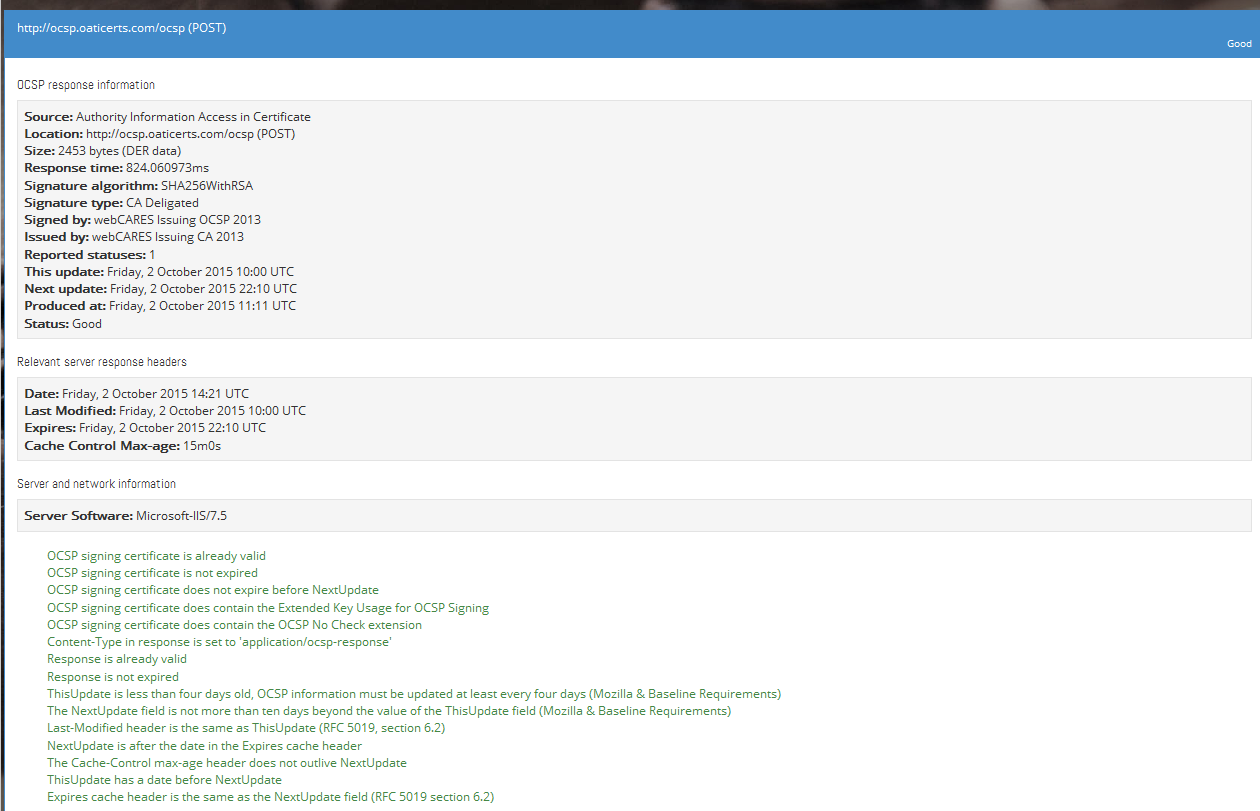 http://ocsp.oaticerts.com/ocsp (POST)
Good
OCSP response information
Source: Authority Information Access in Certificate
Location: http://ocsp.oaticerts.com/ocsp (POST)
Size: 2453 bytes (DER data)
Response time: 824.060973ms
Signature algorithm: SHA256WithRSA
Signature type: CA Deligated
Signed by: webCARES Issuing OCSP 2013
Issued by: webCARES Issuing CA 2013
Reported statuses: 1
This update: Friday, 2 October 2015 10:00 UTC
Next update: Friday, 2 October 2015 22:10 UTC
Produced at: Friday, 2 October 2015 11:11 UTC
Status: Good
Relevant server response headers
Date: Friday, 2 October 2015 14:21 UTC
Last Modified: Friday, 2 October 2015 10:00 UTC
Expires: Friday, 2 October 2015 22:10 UTC
Cache Control Max-age: 15m0s
Server and network information
Server Software: Microsoft-IIS/7.5
OCSP signing certificate is already valid
OCSP signing certificate is not expired
OCSP signing certificate does not expire before NextUpdate
OCSP signing certificate does contain the Extended Key Usage for OCSP Signing
OCSP signing certificate does contain the OCSP No Check extension
Content-Type in response is set to 'application/ocsp-response'
Response is already valid
Response is not expired
ThisUpdate is less than four days old, OCSP information must be updated at least every four days (Mozilla & Baseline Requirements)
The NextUpdate field is not more than ten days beyond the value of the ThisUpdate field (Mozilla & Baseline Requirements)
Last-Modified header is the same as ThisUpdate (RFC 5019, section 6.2)
NextUpdate is after the date in the Expires cache header
The Cache-Control max-age header does not outlive NextUpdate
ThisUpdate has a date before NextUpdate
Expires cache header is the same as the NextUpdate field (RFC 5019 section 6.2)